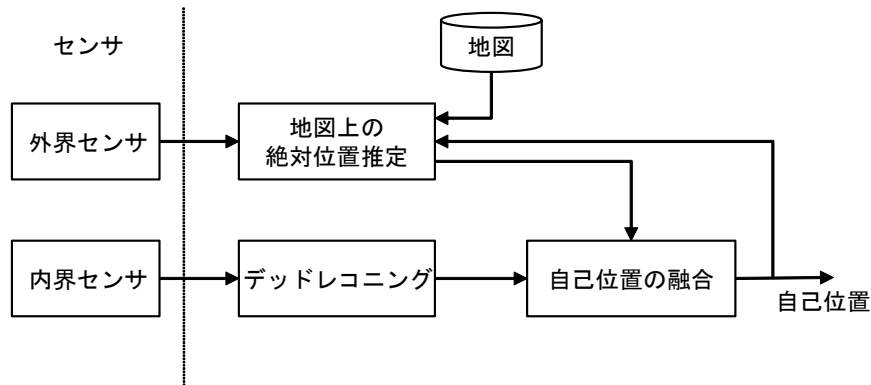 センサ
地図
外界センサ
地図上の
絶対位置推定
内界センサ
デッドレコニング
自己位置の融合
自己位置